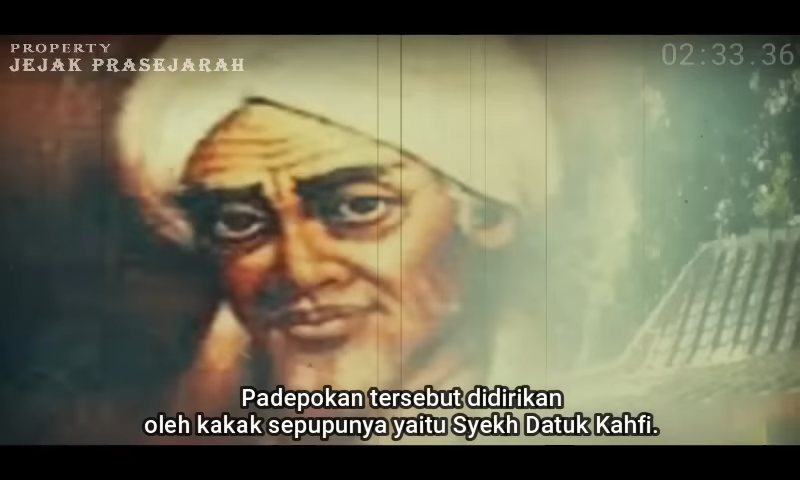 PROPERTY
JEJAK PRASEJARAH
02:33.36
Padepokan tersebut didirikan
oleh kakak sepupunya yaitu Syekh Datuk Kahfi.